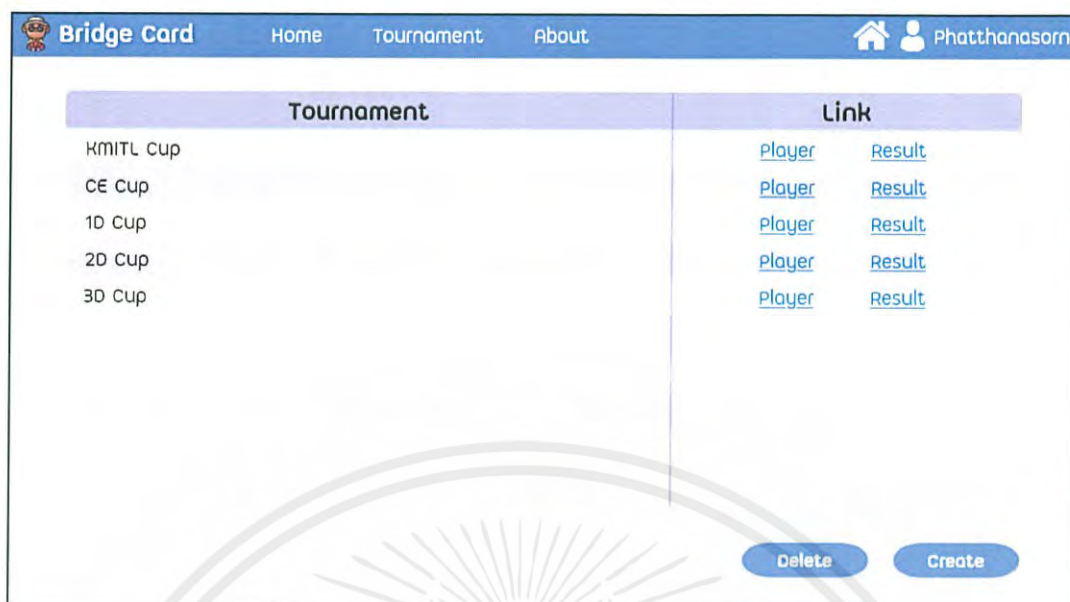 Bridge Card Home Tournament About Phatthanasorn
Tournament Link
KMITL Cup Player Result
CE Cup Player Result
1D Cup Player Result
2D Cup Player Result
3D Cup Player Result
Delete Create